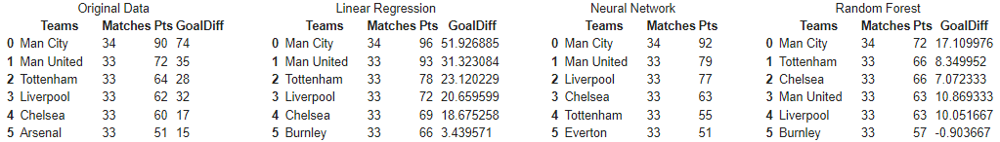 Original Data Linear Regression Neural Network Random Forest
Teams Matches Pts GoalDiff Teams Matches Pts GoalDiff Teams Matches Pts Teams Matches Pts GoalDiff
0 Man City 34 90 74 0 Man City 34 96 51.926885 0 Man City 34 92 0 Man City 34 72 17.109976
1 Man United 33 72 35 1 Man United 33 93 31.323084 1 Man United 33 79 1 Tottenham 33 66 8.349952
2 Tottenham 33 64 28 2 Tottenham 33 78 23.120229 2 Liverpool 33 77 2 Chelsea 33 66 7.072333
3 Liverpool 33 62 32 3 Liverpool 33 72 20.659599 3 Chelsea 33 63 3 Man United 33 63 10.869333
4 Chelsea 33 60 17 4 Chelsea 33 69 18.675258 4 Tottenham 33 55 4 Liverpool 33 63 10.051667
5 Arsenal 33 51 15 5 Burnley 33 66 3.439571 5 Everton 33 51 5 Burnley 33 57 -0.903667